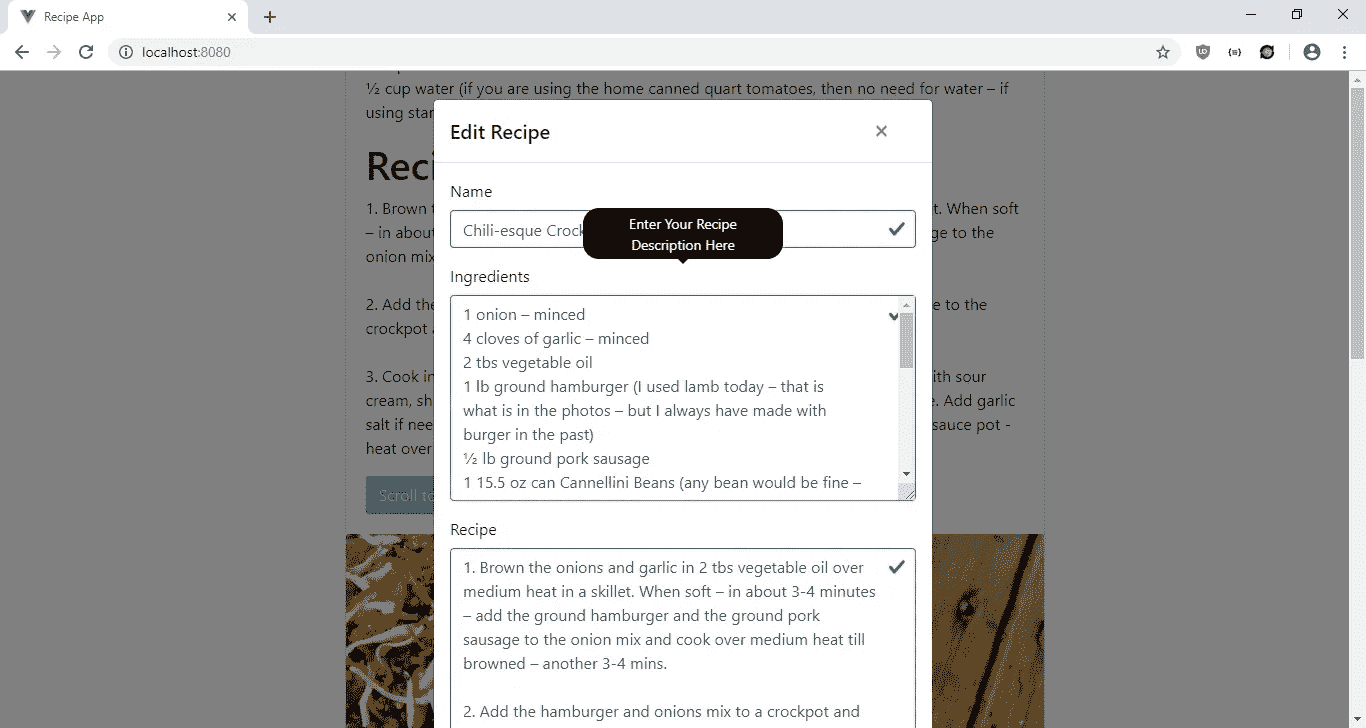 Recipe App
localhost:8080
½ cup water (if you are using the home canned quart tomatoes, then no need for water – if
using
Edit Recipe
Name
Chili-esque
Enter Your Recipe
Description Here
Ingredients
1 onion – minced
4 cloves of garlic – minced
2 tbs vegetable oil
1 lb ground hamburger (I used lamb today – that is
what is in the photos – but I always have made with
burger in the past)
½ lb ground pork sausage
1 15.5 oz can Cannellini Beans (any bean would be fine –
Recipe
1. Brown the onions and garlic in 2 tbs vegetable oil over
medium heat in a skillet. When soft – in about 3-4 minutes
– add the ground hamburger and the ground pork
sausage to the onion mix and cook over medium heat till
browned – another 3-4 mins.
2. Add the hamburger and onions mix to a crockpot and
1. Brown
t. When soft
– in about
ge to the
onion mix
2. Add the
e to the
crockpot
3. Cook in
ith sour
cream, sh
e. Add garlic
salt if nee
sauce pot -
heat over
Scroll to